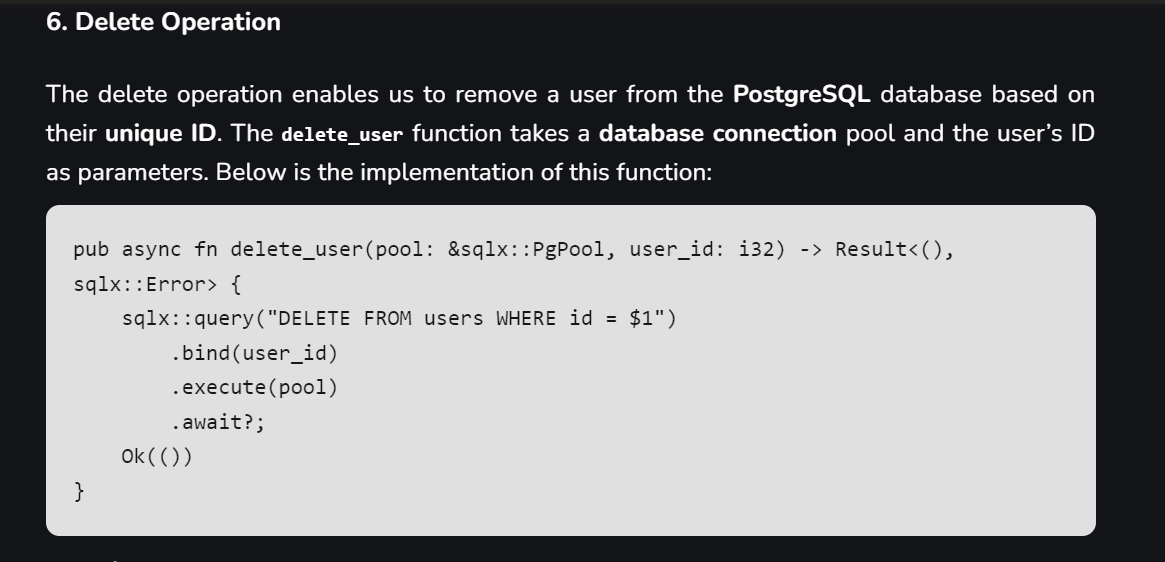 6. Delete Operation
The delete operation enables us to remove a user from the PostgreSQL database based on
their unique ID. The delete_user function takes a database connection pool and the user’s ID
as parameters. Below is the implementation of this function:
pub async fn delete_user(pool: &sqlx::PgPool, user_id: i32) -> Result<(),
sqlx::Error> {
    sqlx::query("DELETE FROM users WHERE id = $1")
        .bind(user_id)
        .execute(pool)
        .await?;
    Ok(())
}